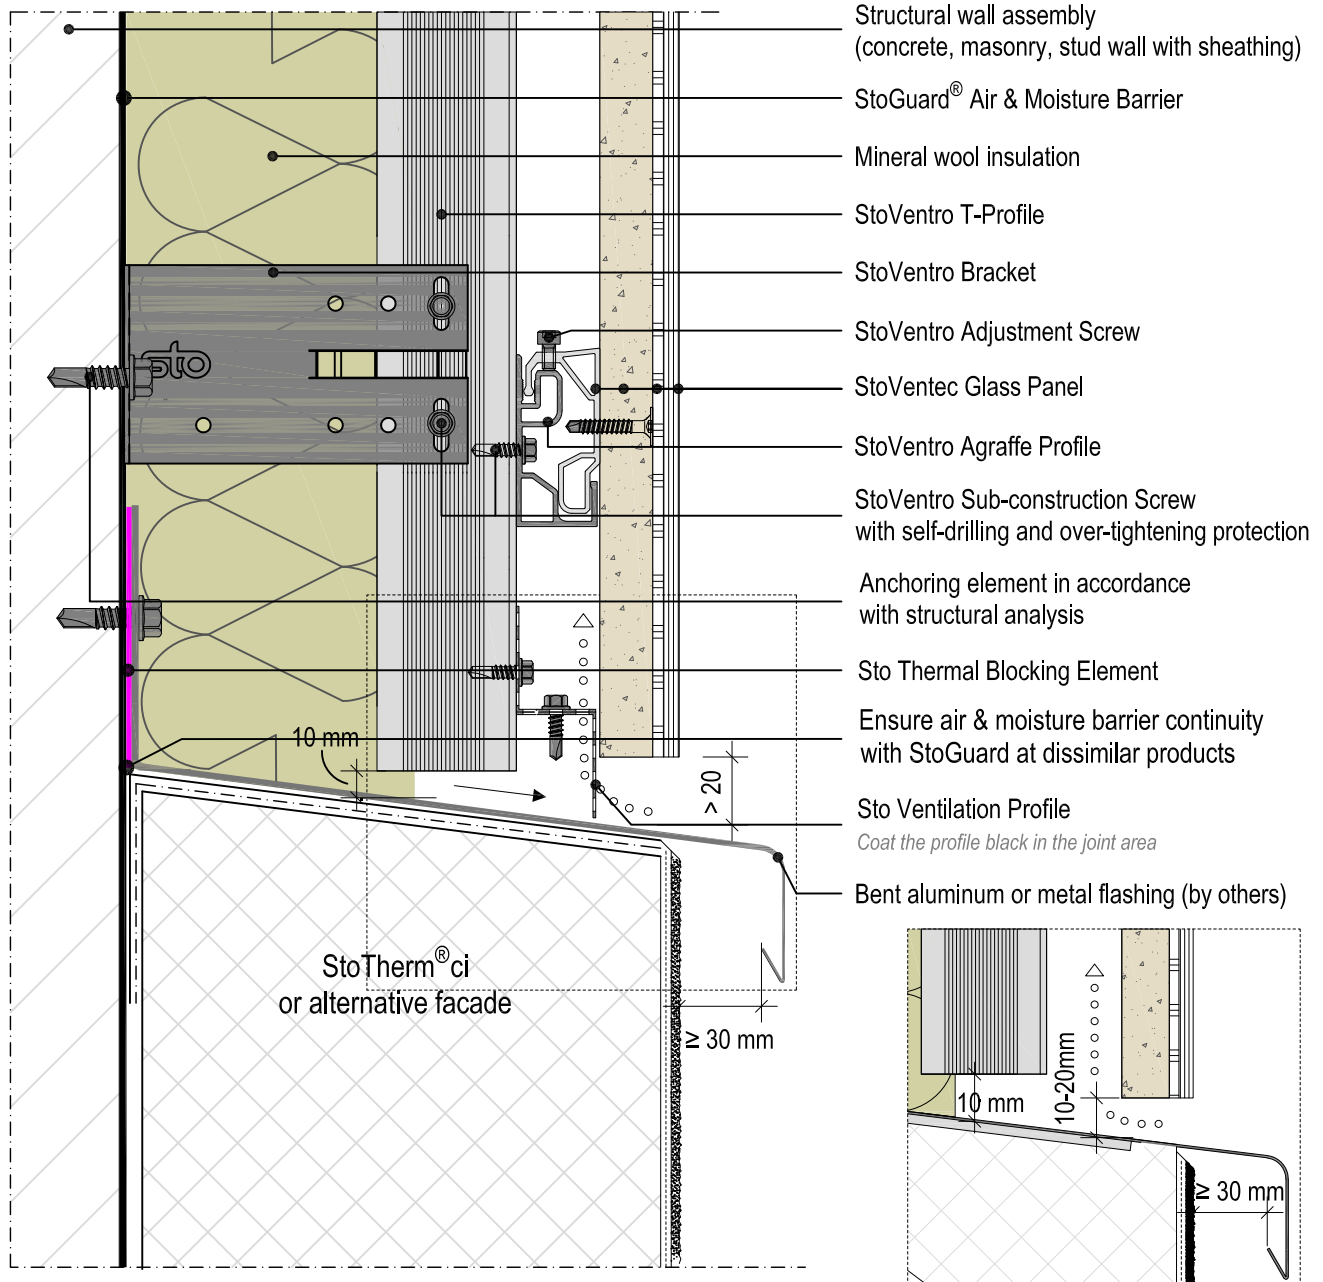 Structural wall assembly
(concrete, masonry, stud wall with sheathing)
StoGuard® Air & Moisture Barrier
Mineral wool insulation
StoVentro T-Profile
StoVentro Bracket
StoVentro Adjustment Screw
StoVentec Glass Panel
StoVentro Agraffe Profile
StoVentro Sub-construction Screw
with self-drilling and over-tightening protection
Anchoring element in accordance
with structural analysis
Sto Thermal Blocking Element
Ensure air & moisture barrier continuity
with StoGuard at dissimilar products
Sto Ventilation Profile
Coat the profile black in the joint area
Bent aluminum or metal flashing (by others)
sto
10 mm
> 20
StoTherm® ci
or alternative facade
≥ 30 mm
10 mm
10-20mm
≥ 30 mm